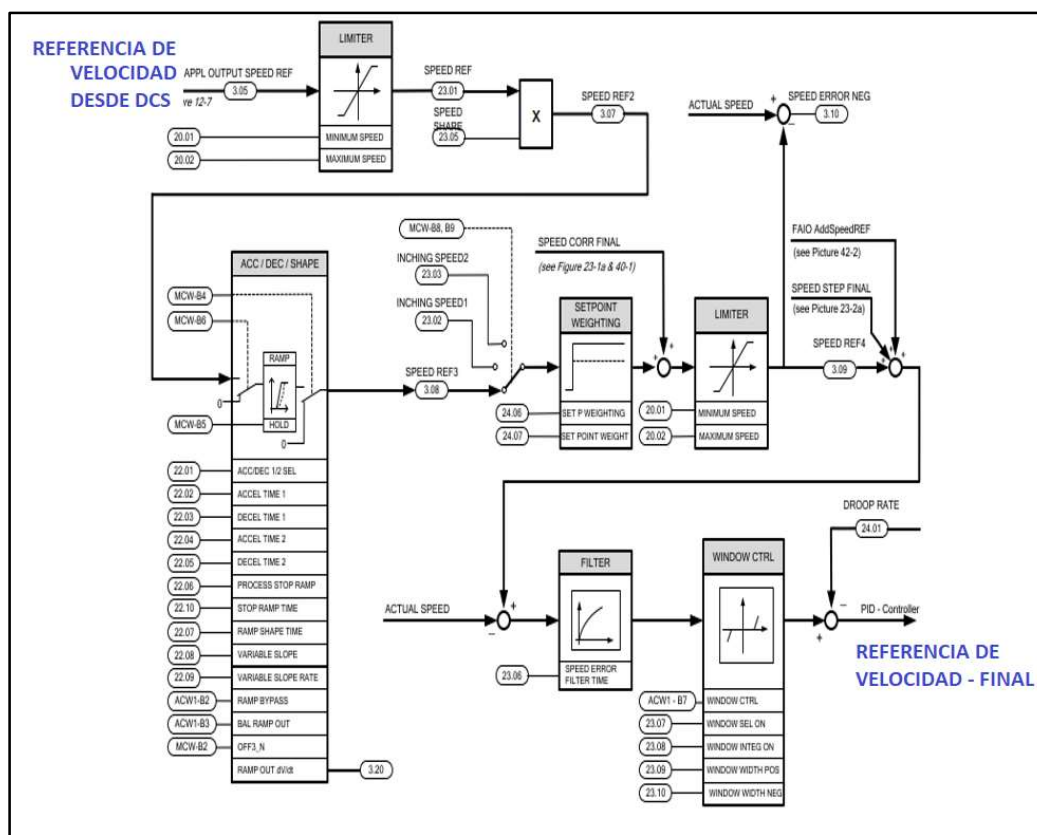 REFERENCIA DE
VELOCIDAD
DESDE DCS
APPL OUTPUT SPEED REF
3.05
ve 12-7
LIMITER
20.01
MINIMUM SPEED
20.02
MAXIMUM SPEED
SPEED REF
23.01
SPEED
SHARE
23.05
X
SPEED REF2
3.07
ACTUAL SPEED
+
−
SPEED ERROR NEG
3.10
ACC / DEC / SHAPE
MCW-B4
MCW-B6
RAMP
HOLD
0
MCW-B5
0
22.01
ACC/DEC 1/2 SEL
22.02
ACCEL TIME 1
22.03
DECEL TIME 1
22.04
ACCEL TIME 2
22.05
DECEL TIME 2
22.06
PROCESS STOP RAMP
22.10
STOP RAMP TIME
22.07
RAMP SHAPE TIME
22.08
VARIABLE SLOPE
22.09
VARIABLE SLOPE RATE
ACW1-B2
RAMP BYPASS
ACW1-B3
BAL RAMP OUT
MCW-B2
OFF3_N
RAMP OUT dV/dt
3.20
MCW-B8, B9
INCHING SPEED2
23.03
INCHING SPEED1
23.02
SPEED REF3
3.08
SPEED CORR FINAL
(see Figure 23-1a & 40-1)
SETPOINT
WEIGHTING
24.06
SET P WEIGHTING
24.07
SET POINT WEIGHT
+
+
LIMITER
20.01
MINIMUM SPEED
20.02
MAXIMUM SPEED
FAIO AddSpeedREF
(see Picture 42-2)
SPEED STEP FINAL
(see Picture 23-2a)
SPEED REF4
3.09
+
+
+
ACTUAL SPEED
+
−
FILTER
23.06
SPEED ERROR
FILTER TIME
WINDOW CTRL
ACW1 - B7
WINDOW CTRL
23.07
WINDOW SEL ON
23.08
WINDOW INTEG ON
23.09
WINDOW WIDTH POS
23.10
WINDOW WIDTH NEG
DROOP RATE
24.01
−
+
PID - Controller
REFERENCIA DE
VELOCIDAD - FINAL